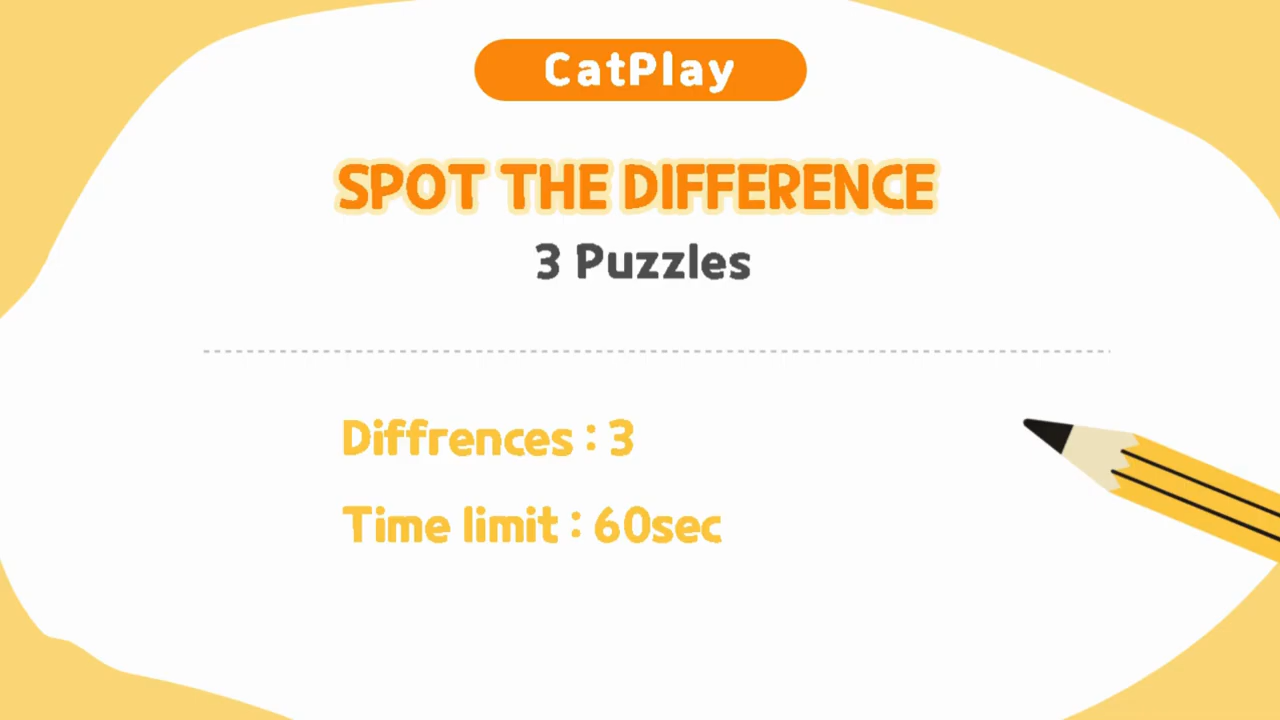 CatPlay
SPOT THE DIFFERENCE
3 Puzzles
Diffrences : 3
Time limit : 60sec